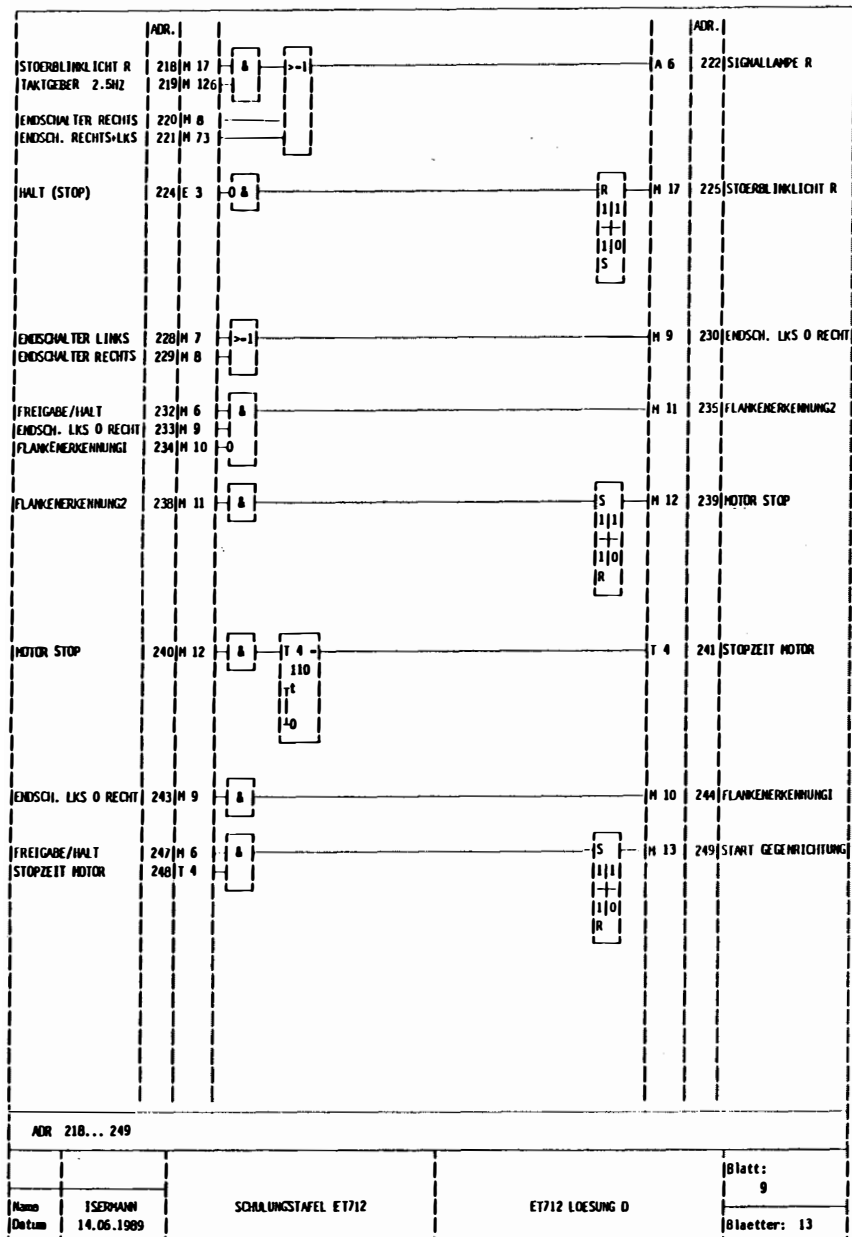 ADR. ADR.
STOERBLINKLICHT R 218 M 17 & >=1 A 6 222 SIGNALLAMPE R
TAKTGEBER 2.5HZ 219 M 126
ENDSCHALTER RECHTS 220 M 8
ENDSCH. RECHTS+LKS 221 M 73
HALT (STOP) 224 E 3 O & R M 17 225 STOERBLINKLICHT R
1|1
1|0
S
ENDSCHALTER LINKS 228 M 7 >=1 M 9 230 ENDSCH. LKS O RECHT
ENDSCHALTER RECHTS 229 M 8
FREIGABE/HALT 232 M 6 & M 11 235 FLANKENERKENNUNG2
ENDSCH. LKS O RECHT 233 M 9
FLANKENERKENNUNG1 234 M 10 O
FLANKENERKENNUNG2 238 M 11 & S M 12 239 MOTOR STOP
1|1
1|0
R
MOTOR STOP 240 M 12 & T 4 = T 4 241 STOPZEIT MOTOR
110
t
0
ENDSCH. LKS O RECHT 243 M 9 & M 10 244 FLANKENERKENNUNG1
FREIGABE/HALT 247 M 6 & S M 13 249 START GEGENRICHTUNG
STOPZEIT MOTOR 248 T 4
1|1
1|0
R
ADR 218... 249
Blatt:
9
Name ISERMANN SCHULUNGSTAFEL ET712 ET712 LOESUNG D
Datum 14.06.1989 Blaetter: 13